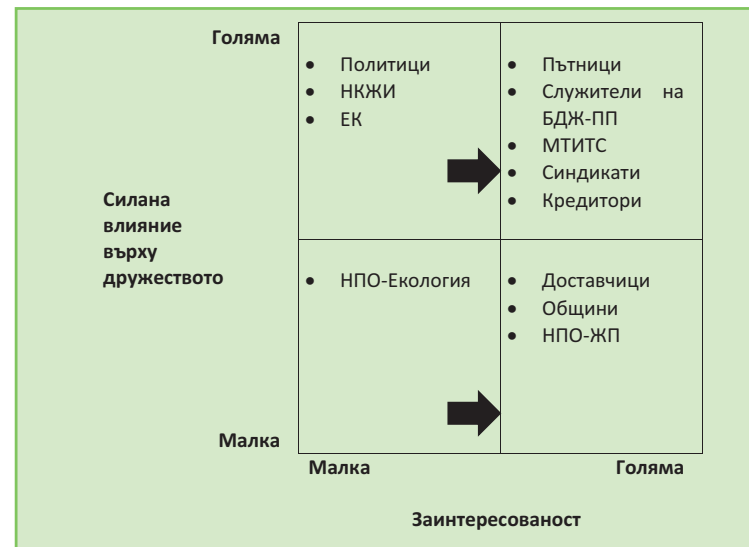 Голяма
• Политици
• НКЖИ
• ЕК
• Пътници
• Служители на
БДЖ-ПП
• МТИТС
• Синдикати
• Кредитори
Силана
влияние
върху
дружеството
• НПО-Екология
• Доставчици
• Общини
• НПО-ЖП
Малка
Малка
Голяма
Заинтересованост